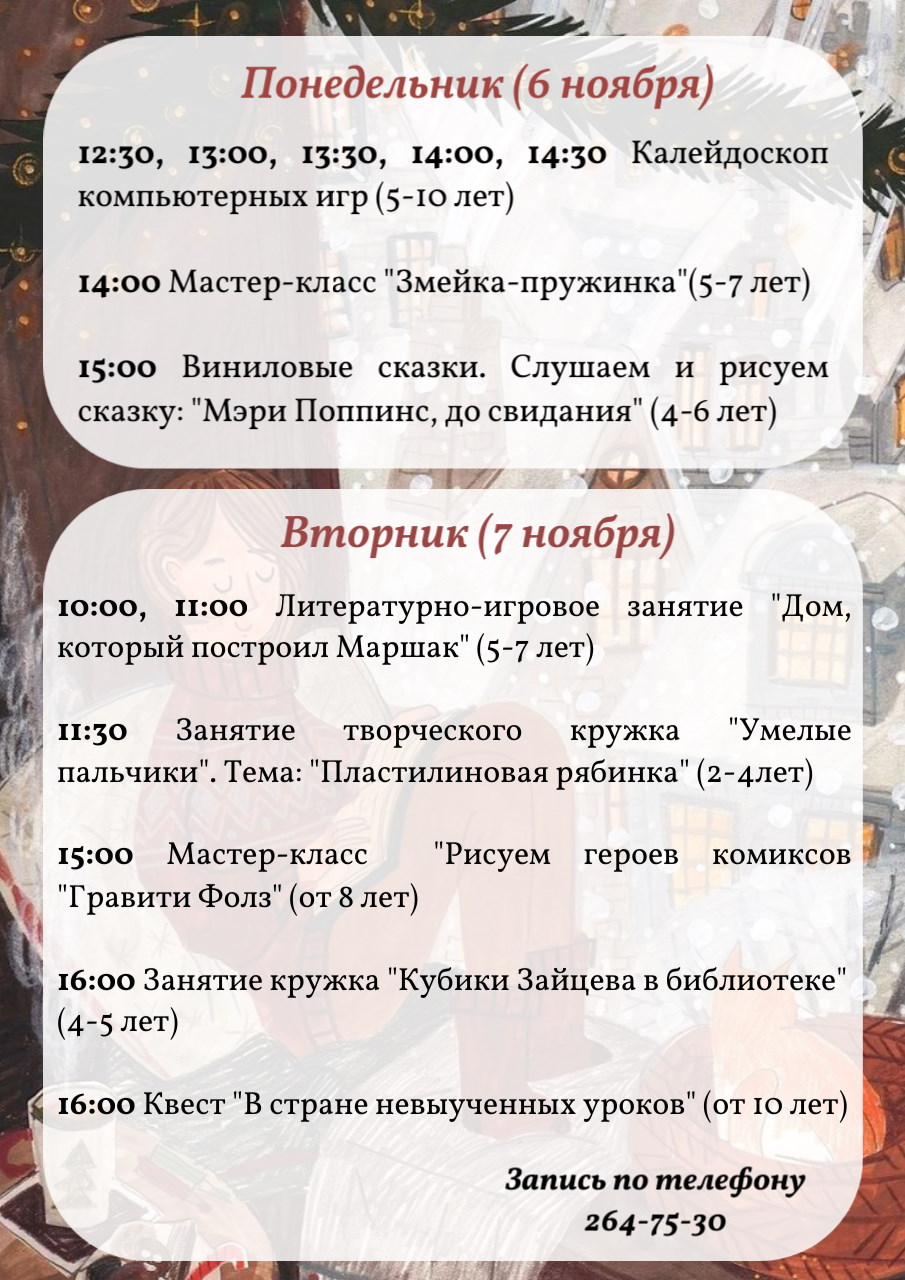 Понедельник (6 ноября)
12:30, 13:00, 13:30, 14:00, 14:30 Калейдоскоп
компьютерных игр (5-10 лет)
14:00 Мастер-класс "Змейка-пружинка"(5-7 лет)
15:00 Виниловые сказки. Слушаем и рисуем
сказку: "Мэри Поппинс, до свидания" (4-6 лет)
Вторник (7 ноября)
10:00, 11:00 Литературно-игровое занятие "Дом,
который построил Маршак" (5-7 лет)
11:30 Занятие творческого кружка "Умелые
пальчики". Тема: "Пластилиновая рябинка" (2-4лет)
15:00 Мастер-класс "Рисуем героев комиксов
"Гравити Фолз" (от 8 лет)
16:00 Занятие кружка "Кубики Зайцева в библиотеке"
(4-5 лет)
16:00 Квест "В стране невыученных уроков" (от 10 лет)
Запись по телефону
264-75-30